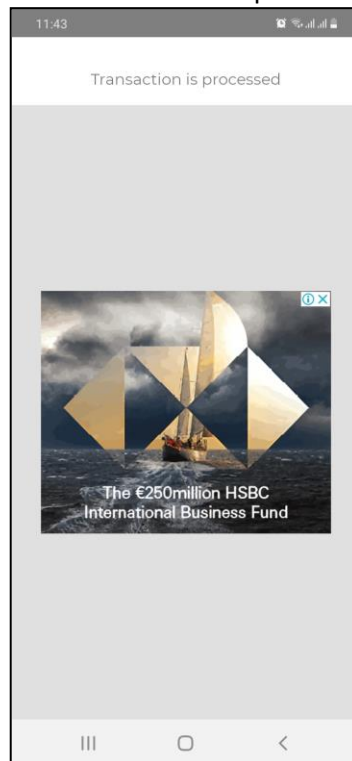 11:43
Transaction is processed
The €250million HSBC
International Business Fund